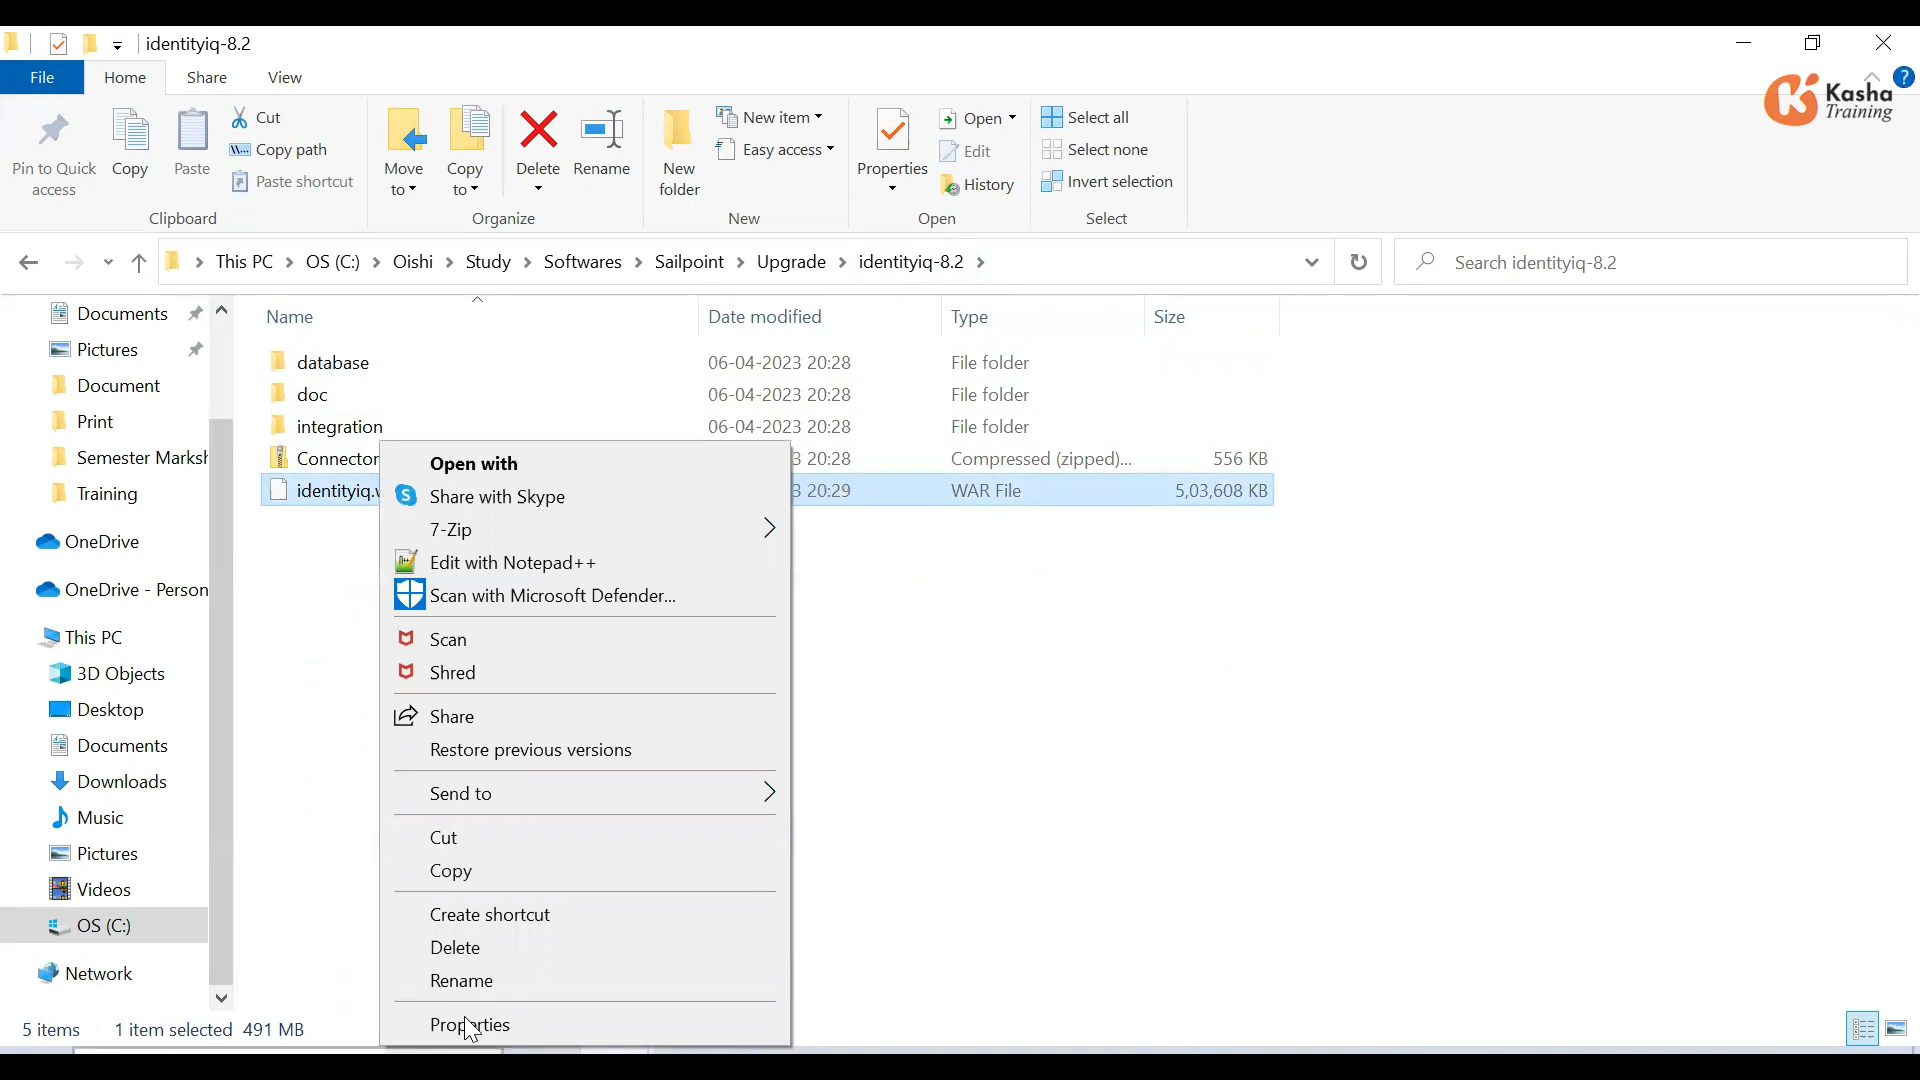 identityiq-8.2
File Home Share View
Kasha
Training
Pin to Quick access
Copy
Paste
Cut
Copy path
Paste shortcut
Clipboard
Move to
Copy to
Delete
Rename
Organize
New folder
New item
Easy access
New
Properties
Open
Edit
History
Open
Select all
Select none
Invert selection
Select
This PC > OS (C:) > Oishi > Study > Softwares > Sailpoint > Upgrade > identityiq-8.2 >
Search identityiq-8.2
Documents
Pictures
Document
Print
Semester Marksh
Training
OneDrive
OneDrive - Person
This PC
3D Objects
Desktop
Documents
Downloads
Music
Pictures
Videos
OS (C:)
Network
Name Date modified Type Size
database 06-04-2023 20:28 File folder
doc 06-04-2023 20:28 File folder
integration 06-04-2023 20:28 File folder
Connector 3 20:28 Compressed (zipped)... 556 KB
identityiq.w 3 20:29 WAR File 5,03,608 KB
Open with
Share with Skype
7-Zip
Edit with Notepad++
Scan with Microsoft Defender...
Scan
Shred
Share
Restore previous versions
Send to
Cut
Copy
Create shortcut
Delete
Rename
Properties
5 items 1 item selected 491 MB